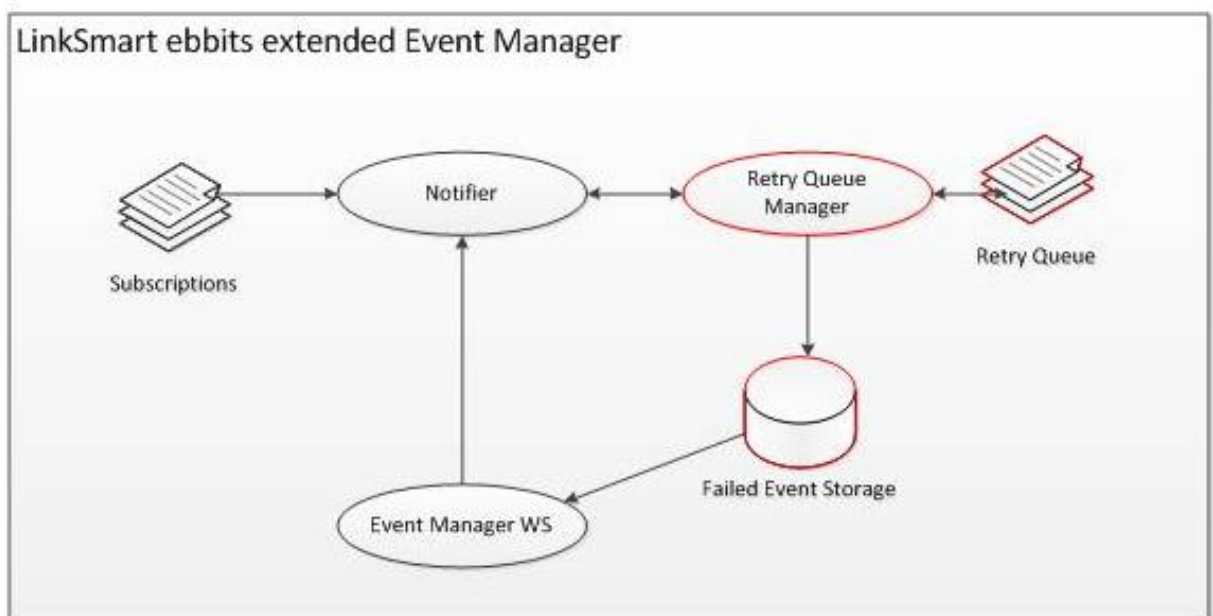 LinkSmart ebbits extended Event Manager
Notifier
Retry Queue
Manager
Subscriptions
Retry Queue
Failed Event Storage
Event Manager WS